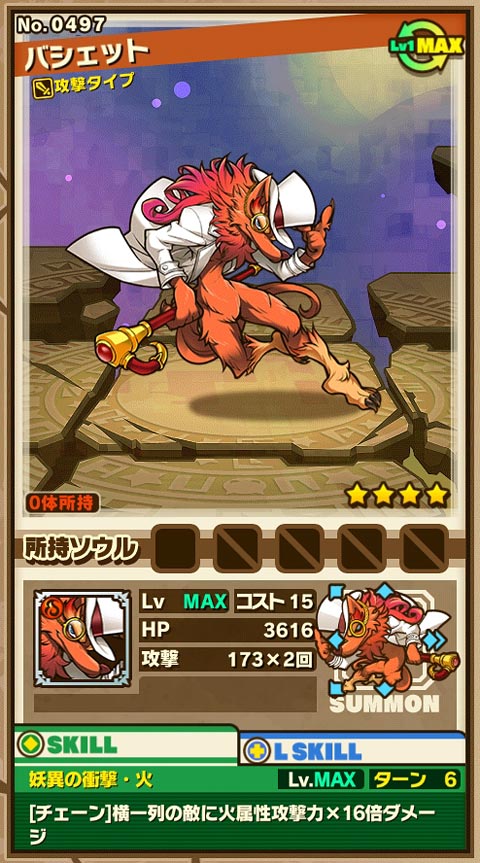 No.0497
バシェット
攻撃タイプ
Lv1 MAX
0体所持
所持ソウル
Lv MAX コスト 15
HP 3616
攻撃 173×2回
SUMMON
SKILL
L SKILL
妖異の衝撃・火 Lv.MAX ターン 6
[チェーン]横一列の敵に火属性攻撃力×16倍ダメー
ジ